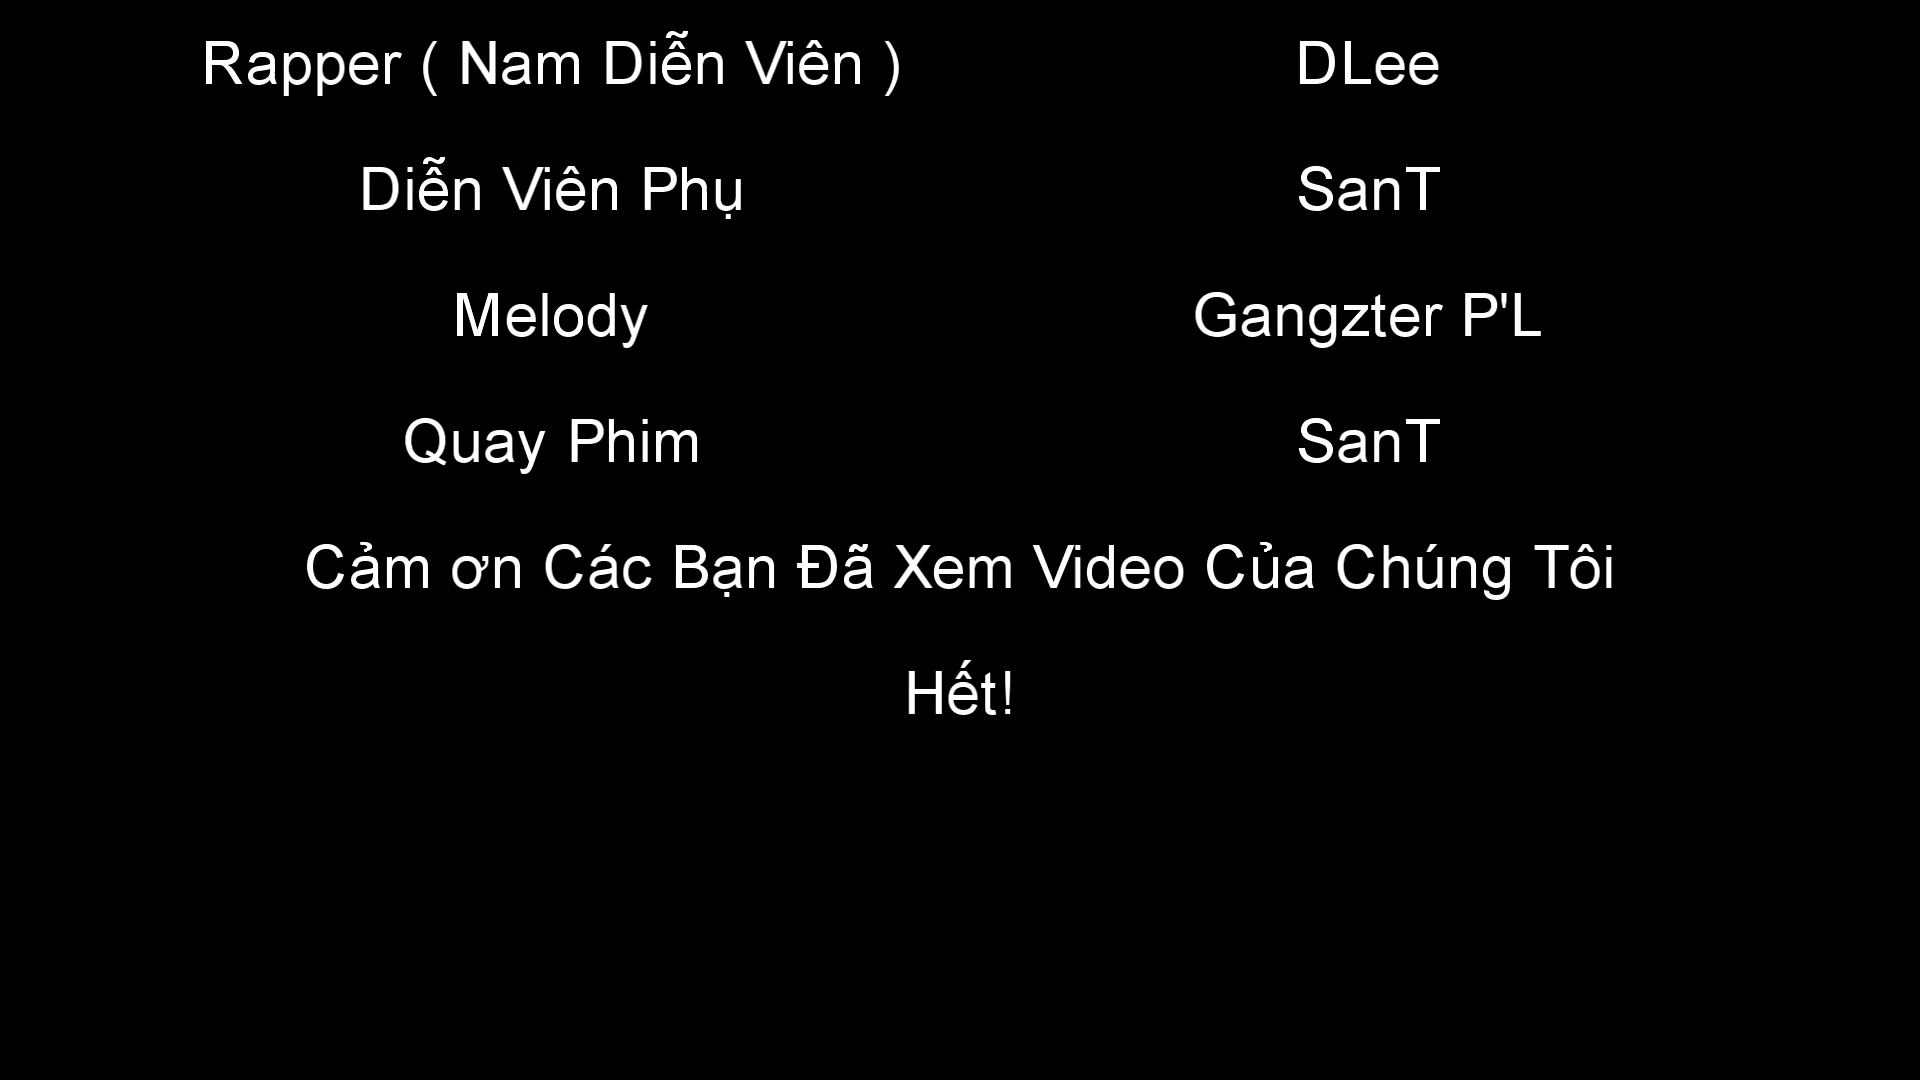 Rapper ( Nam Diễn Viên ) DLee
Diễn Viên Phụ SanT
Melody Gangzter P'L
Quay Phim SanT
Cảm ơn Các Bạn Đã Xem Video Của Chúng Tôi
Hết!